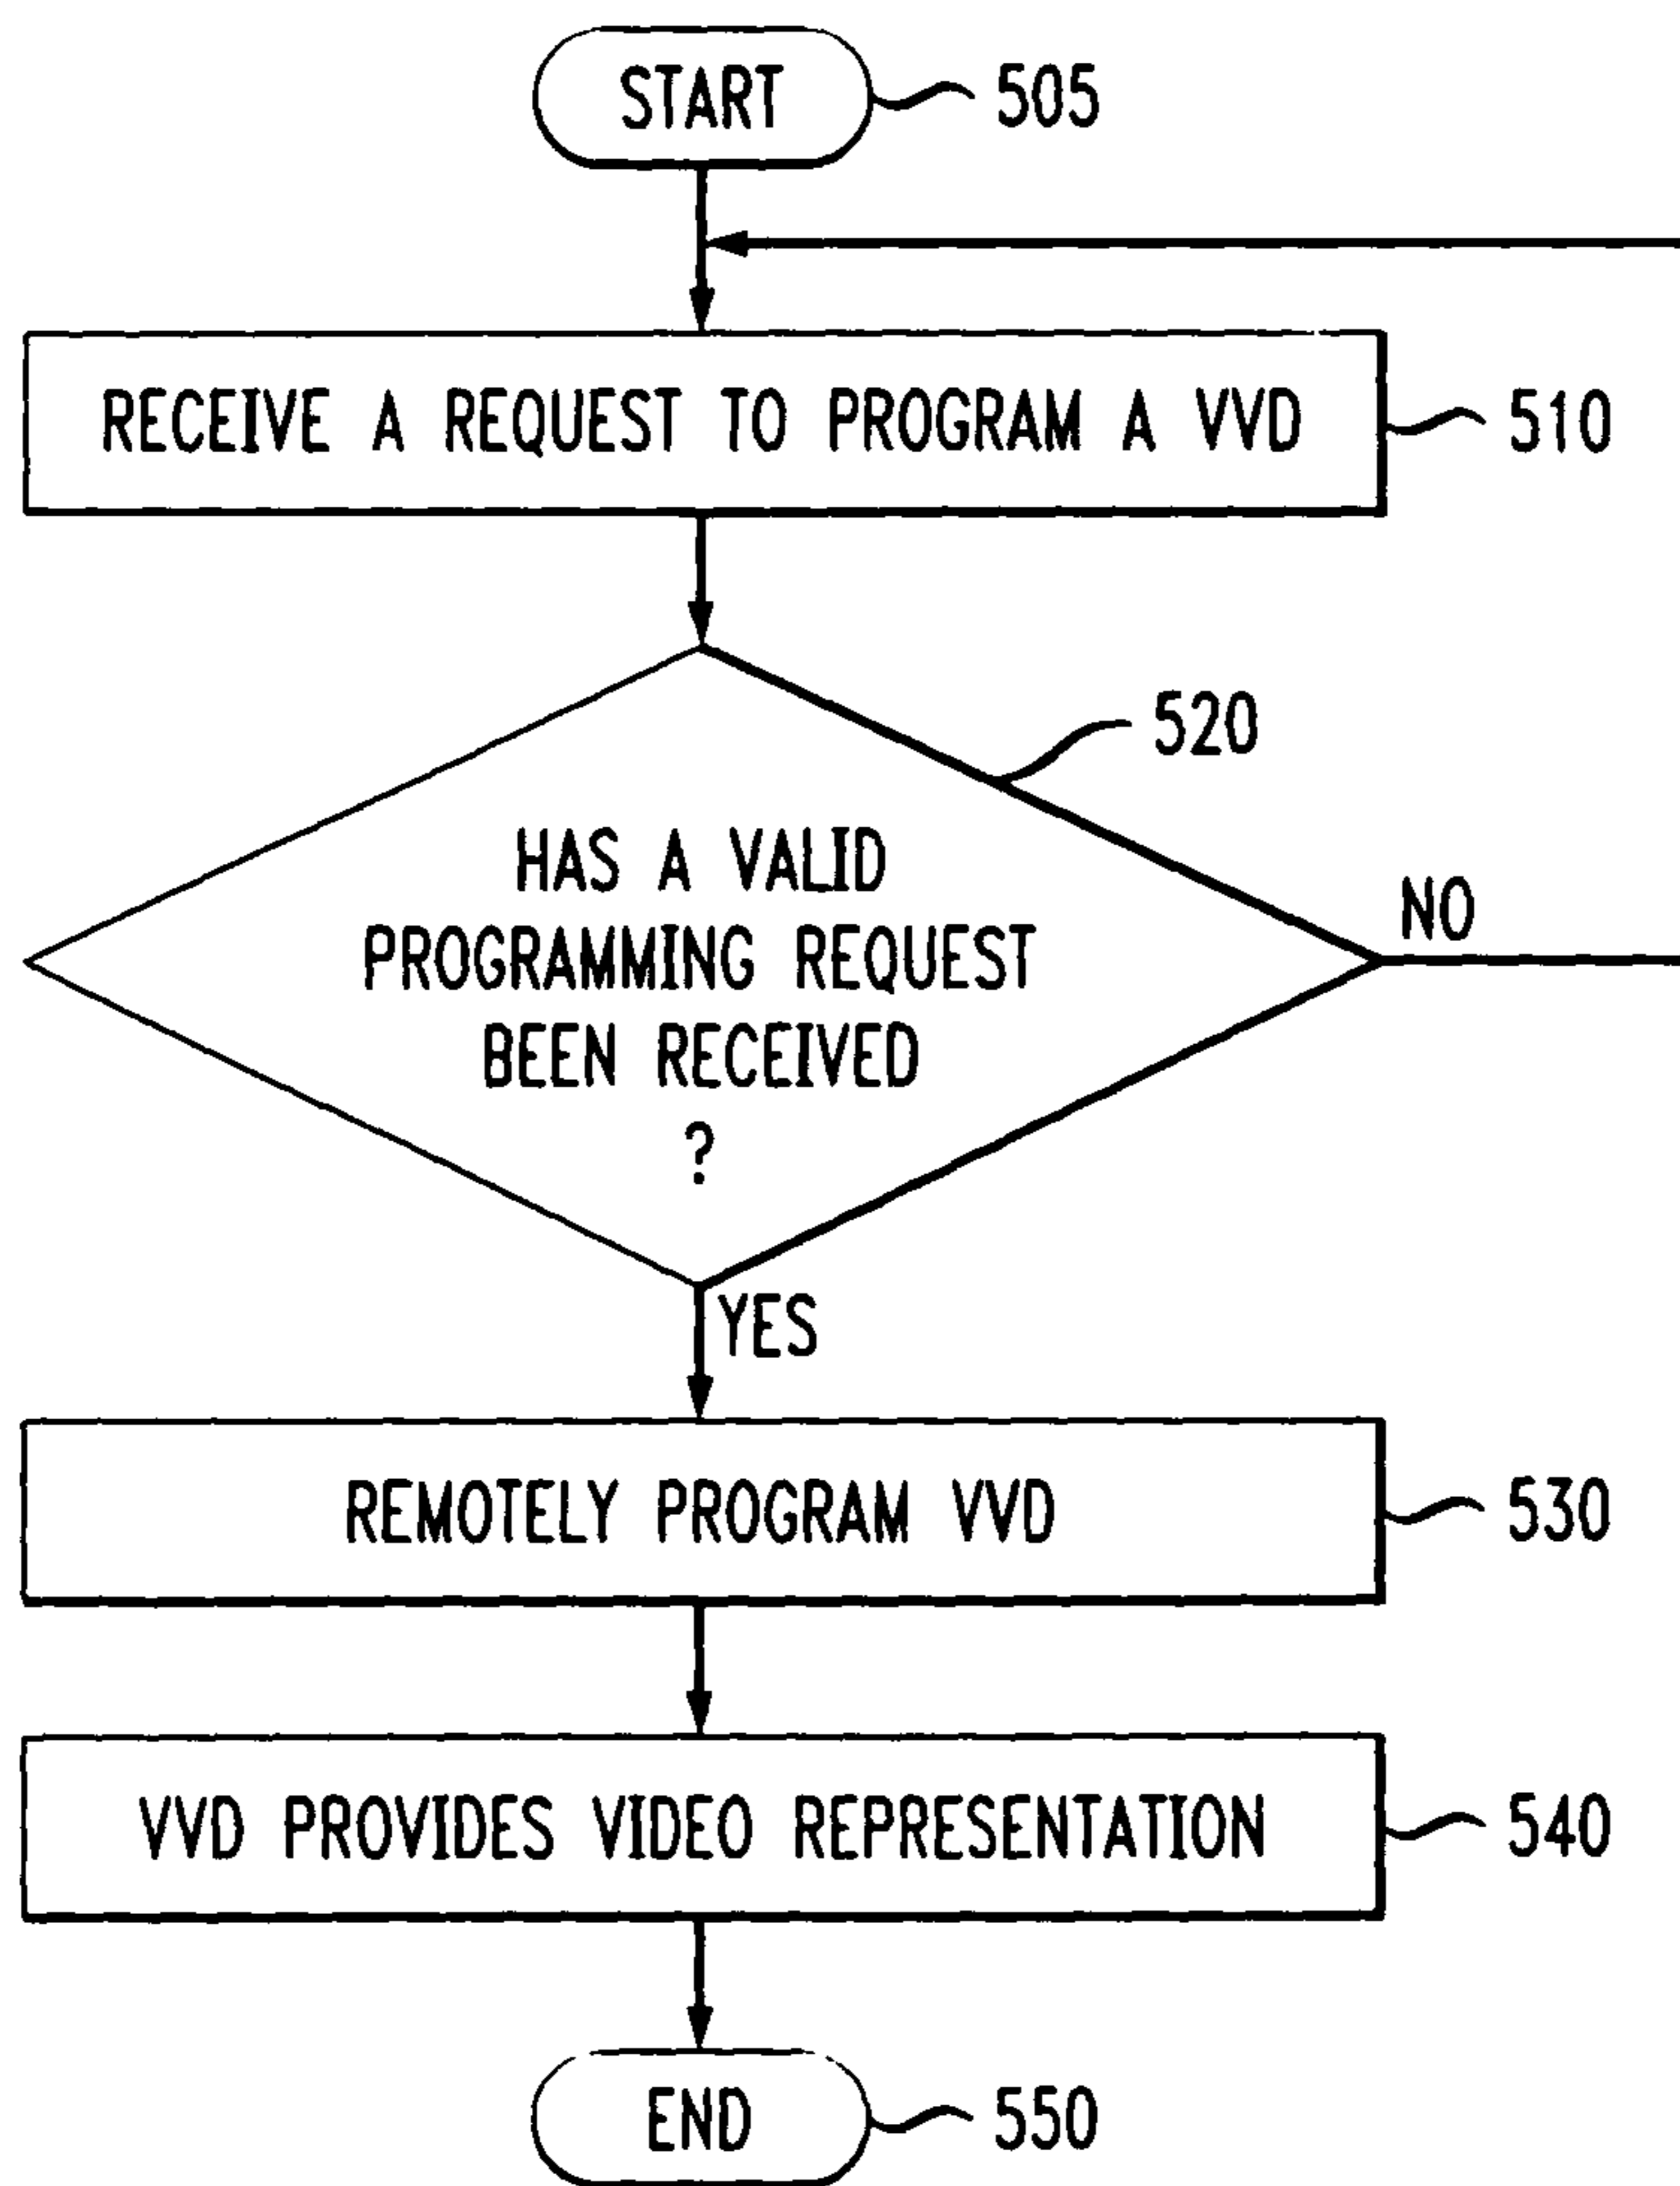 START
505
RECEIVE A REQUEST TO PROGRAM A VVD
510
520
HAS A VALID
PROGRAMMING REQUEST
BEEN RECEIVED
?
NO
YES
REMOTELY PROGRAM VVD
530
VVD PROVIDES VIDEO REPRESENTATION
540
END
550